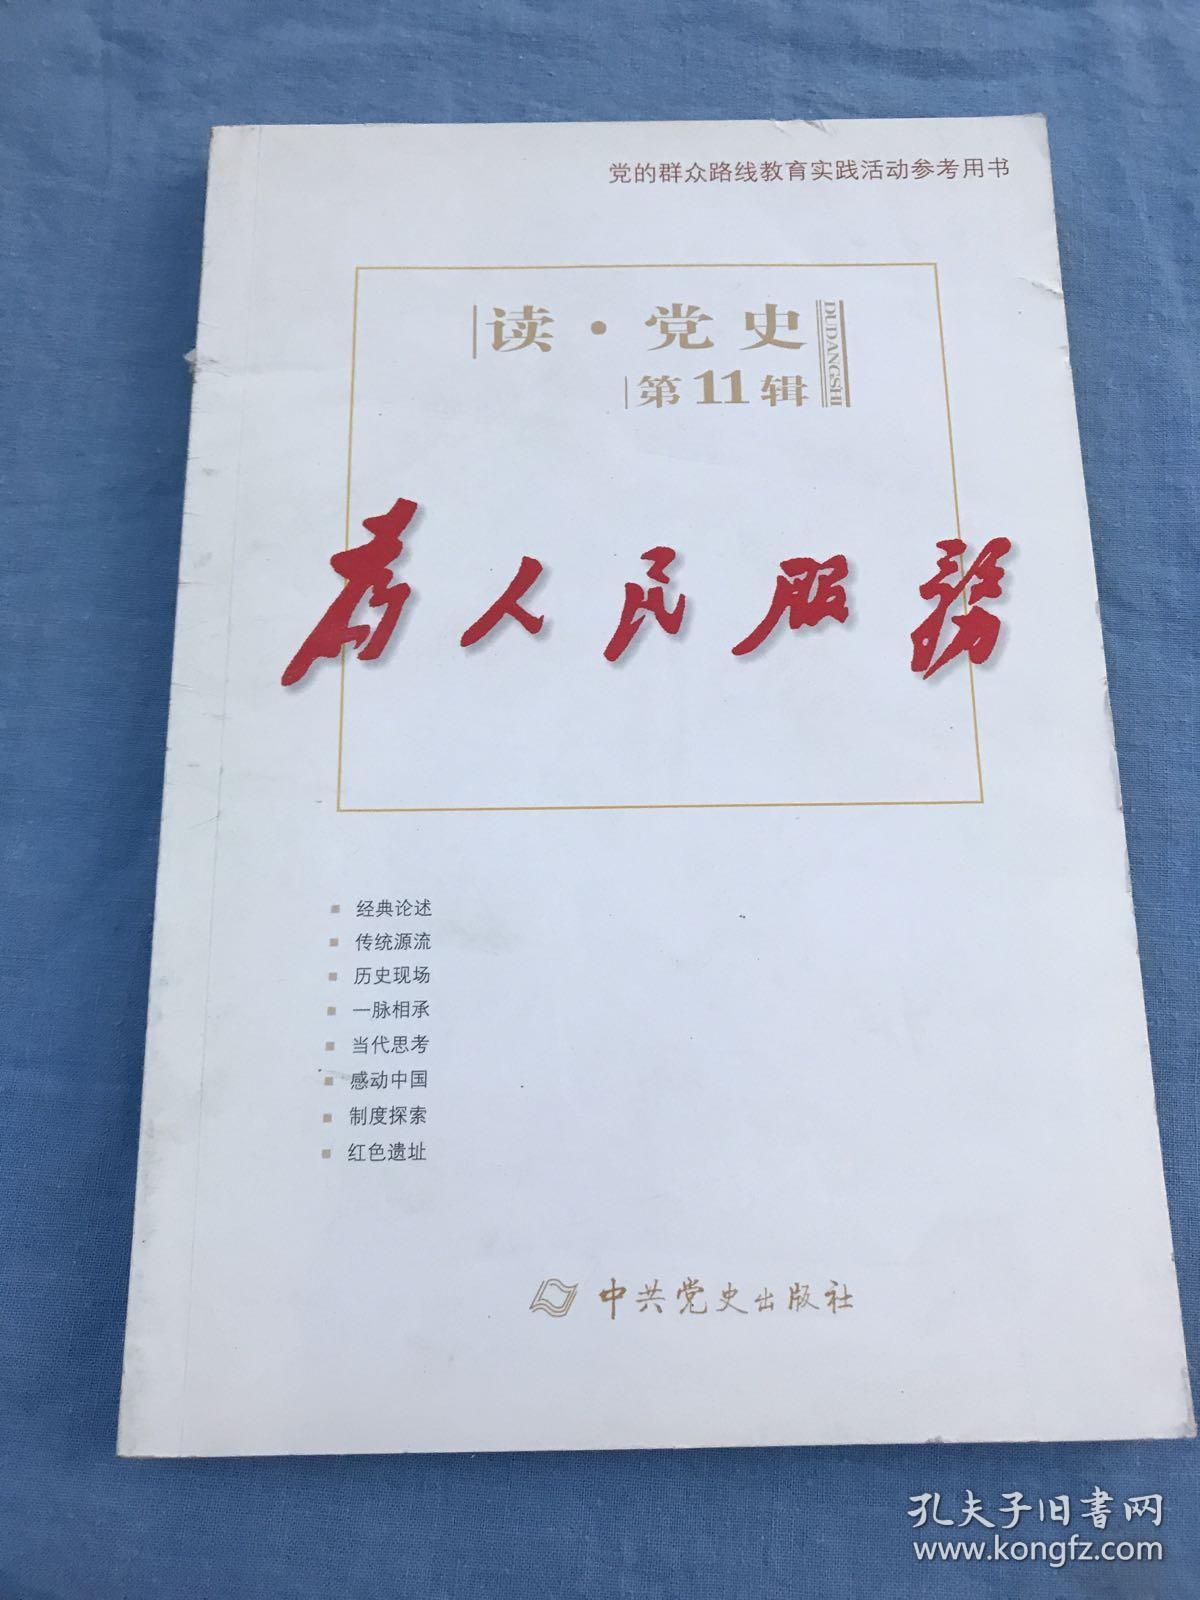 党的群众路线教育实践活动参考用书
读·党史
DUDANGSHI
第11辑
为人民服務
经典论述
传统源流
历史现场
一脉相承
当代思考
感动中国
制度探索
红色遗址
中共党史出版社
孔夫子旧书网
www.kongfz.com